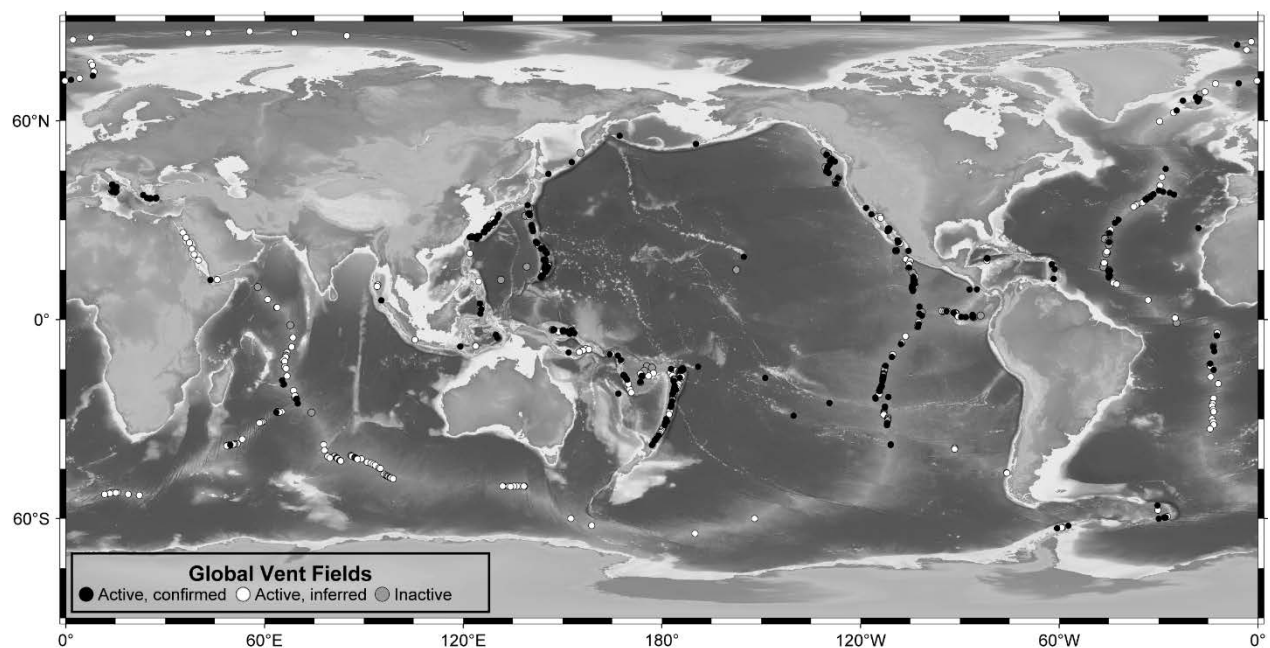 60°N
0°
60°S
Global Vent Fields
Active, confirmed Active, inferred Inactive
0° 60°E 120°E 180° 120°W 60°W 0°